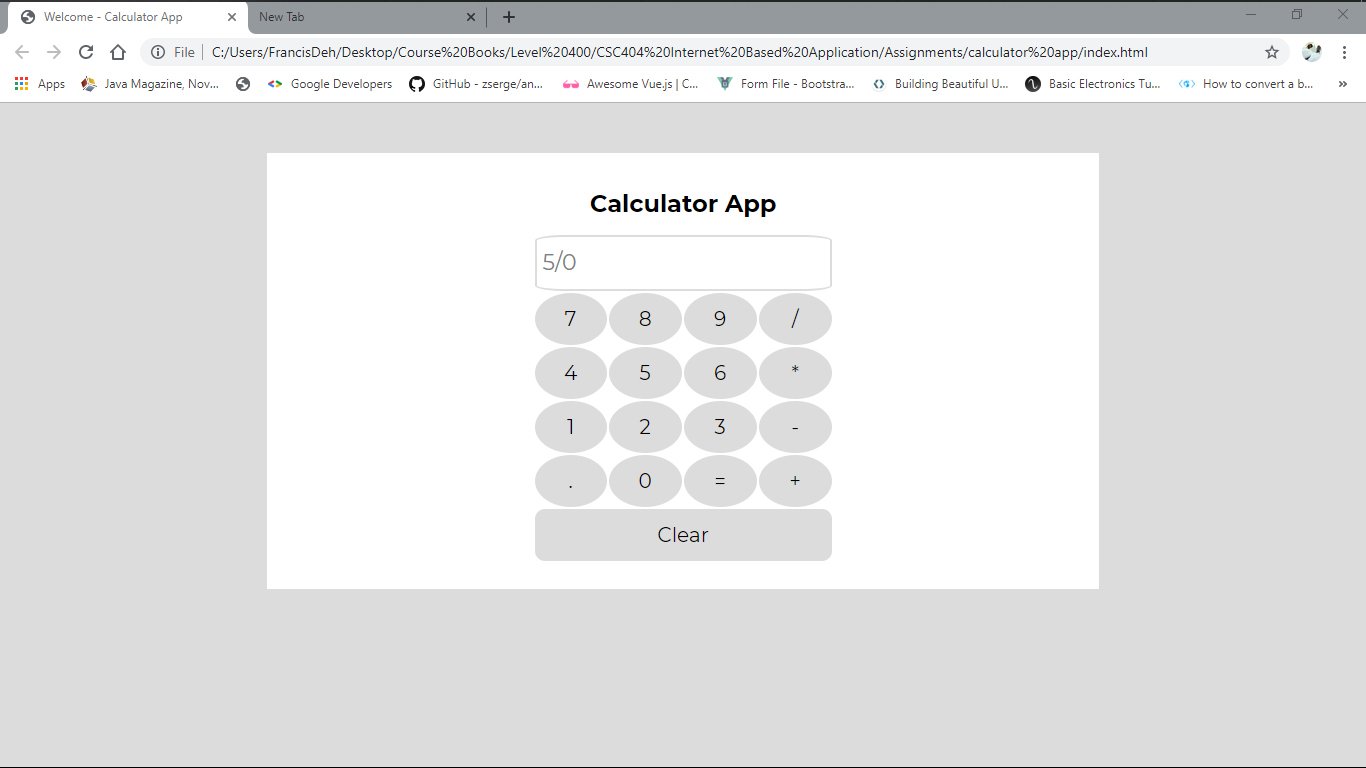 Welcome - Calculator App
New Tab
File C:/Users/FrancisDeh/Desktop/Course%20Books/Level%20400/CSC404%20Internet%20Based%20Application/Assignments/calculator%20app/index.html
Apps Java Magazine, Nov... Google Developers GitHub - zserge/an... Awesome Vue.js | C... Form File - Bootstra... Building Beautiful U... Basic Electronics Tu... How to convert a b... »
Calculator App
5/0
7 8 9 /
4 5 6 *
1 2 3 -
. 0 = +
Clear